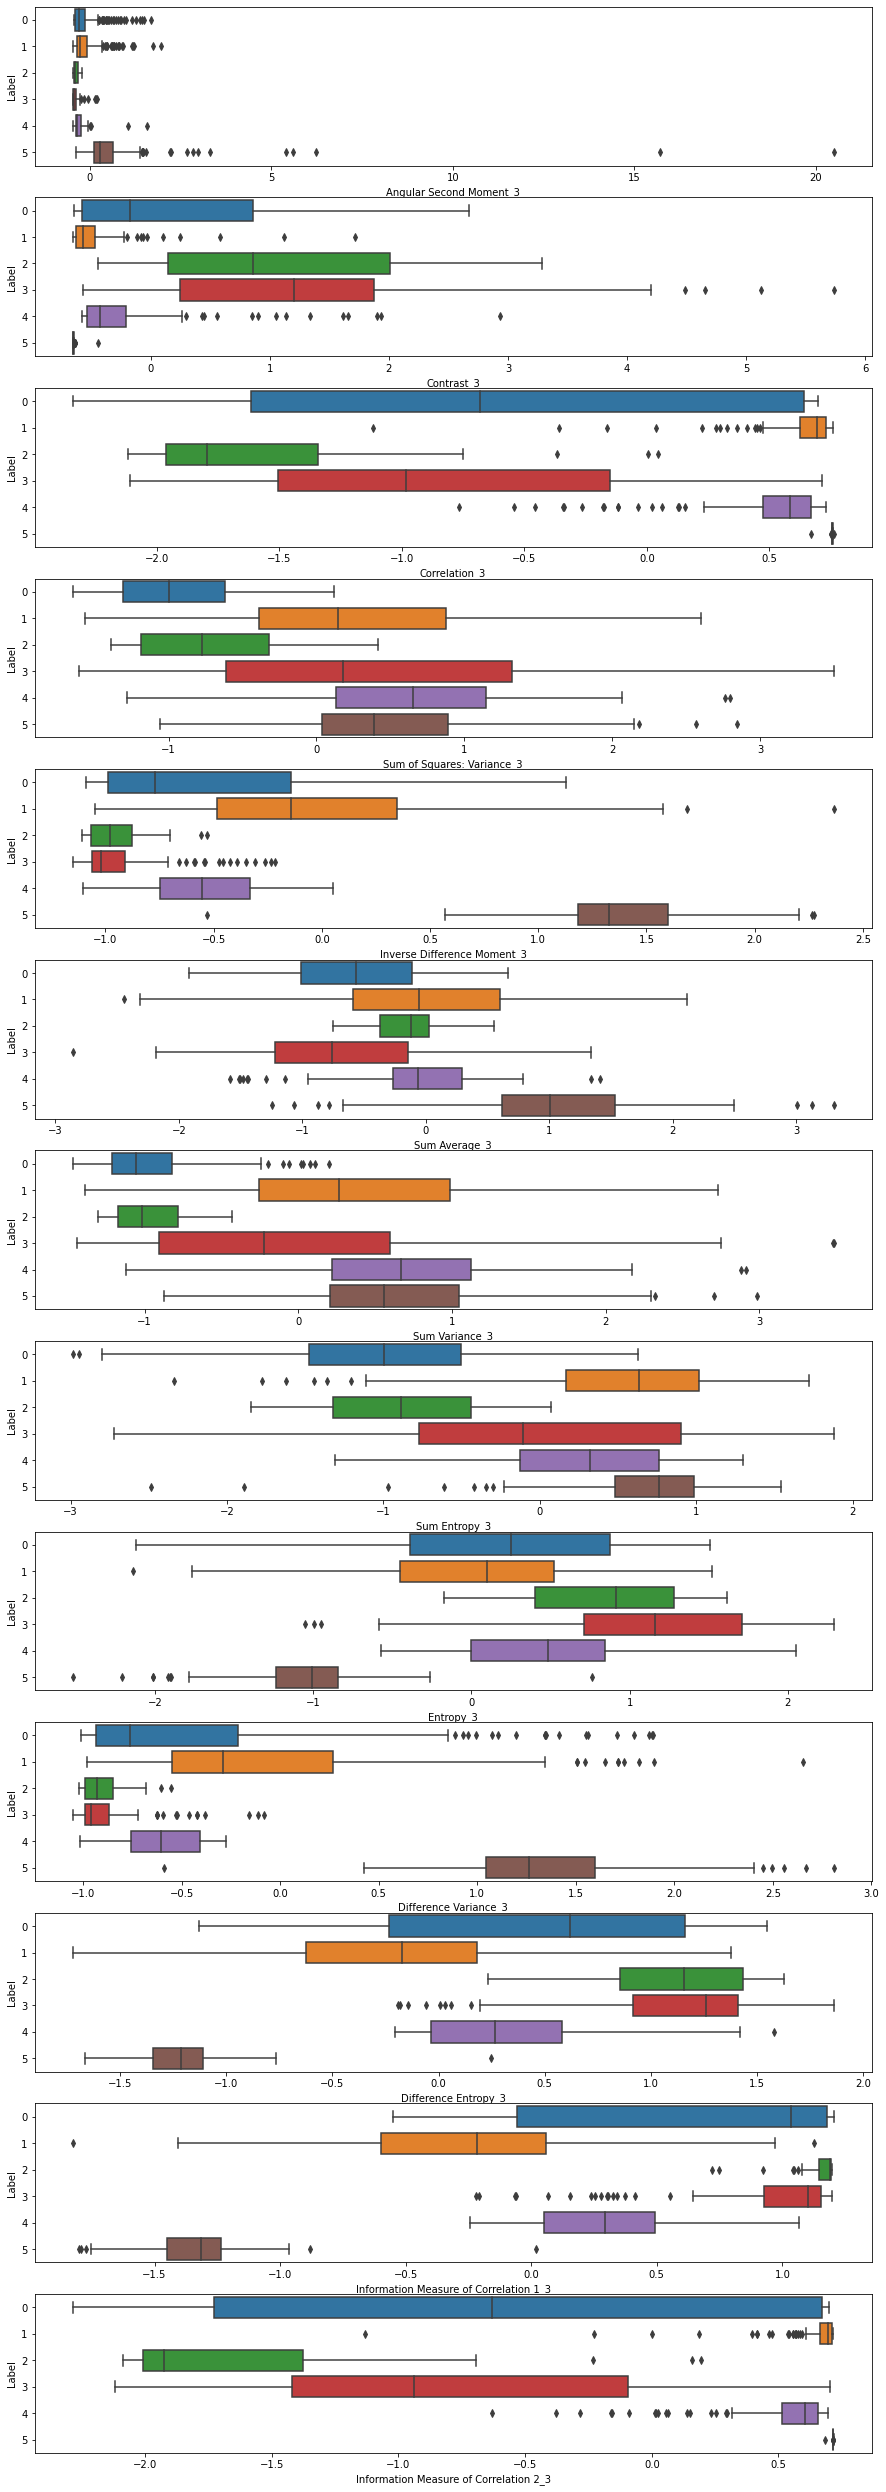 0
1
2
3
4
5
Label
0 5 10 15 20
Angular Second Moment_3
0
1
2
3
4
5
Label
0 1 2 3 4 5 6
Contrast_3
0
1
2
3
4
5
Label
−2.0 −1.5 −1.0 −0.5 0.0 0.5
Correlation_3
0
1
2
3
4
5
Label
−1 0 1 2 3
Sum of Squares: Variance_3
0
1
2
3
4
5
Label
−1.0 −0.5 0.0 0.5 1.0 1.5 2.0 2.5
Inverse Difference Moment_3
0
1
2
3
4
5
Label
−3 −2 −1 0 1 2 3
Sum Average_3
0
1
2
3
4
5
Label
−1 0 1 2 3
Sum Variance_3
0
1
2
3
4
5
Label
−3 −2 −1 0 1 2
Sum Entropy_3
0
1
2
3
4
5
Label
−2 −1 0 1 2
Entropy_3
0
1
2
3
4
5
Label
−1.0 −0.5 0.0 0.5 1.0 1.5 2.0 2.5 3.0
Difference Variance_3
0
1
2
3
4
5
Label
−1.5 −1.0 −0.5 0.0 0.5 1.0 1.5 2.0
Difference Entropy_3
0
1
2
3
4
5
Label
−1.5 −1.0 −0.5 0.0 0.5 1.0
Information Measure of Correlation 1_3
0
1
2
3
4
5
Label
−2.0 −1.5 −1.0 −0.5 0.0 0.5
Information Measure of Correlation 2_3